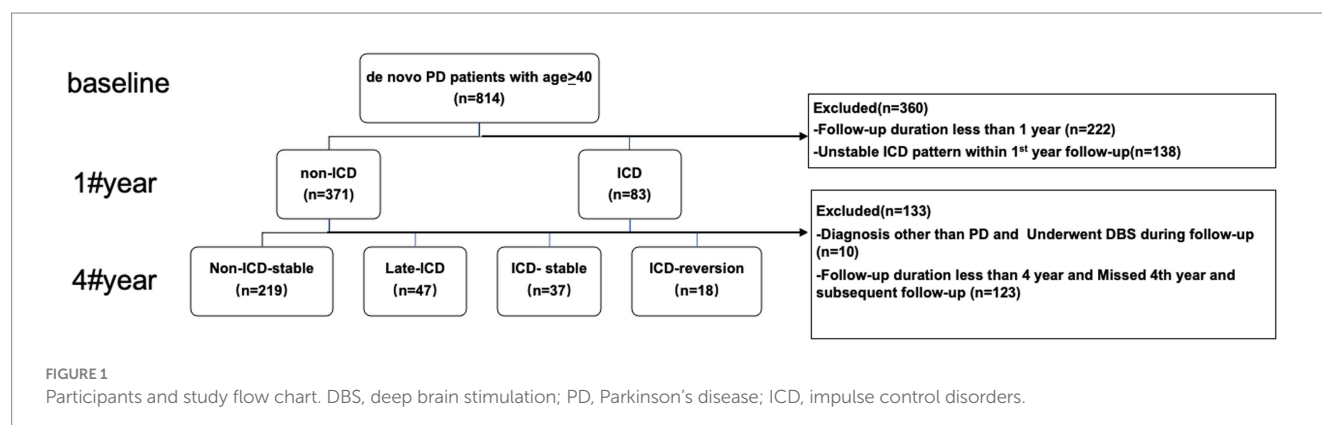 baseline
de novo PD patients with age≥40
(n=814)
Excluded(n=360)
-Follow-up duration less than 1 year (n=222)
-Unstable ICD pattern within 1st year follow-up(n=138)
1#year
non-ICD
(n=371)
ICD
(n=83)
Excluded(n=133)
-Diagnosis other than PD and Underwent DBS during follow-up
(n=10)
-Follow-up duration less than 4 year and Missed 4th year and
subsequent follow-up (n=123)
4#year
Non-ICD-stable
(n=219)
Late-ICD
(n=47)
ICD- stable
(n=37)
ICD-reversion
(n=18)
FIGURE 1
Participants and study flow chart. DBS, deep brain stimulation; PD, Parkinson’s disease; ICD, impulse control disorders.